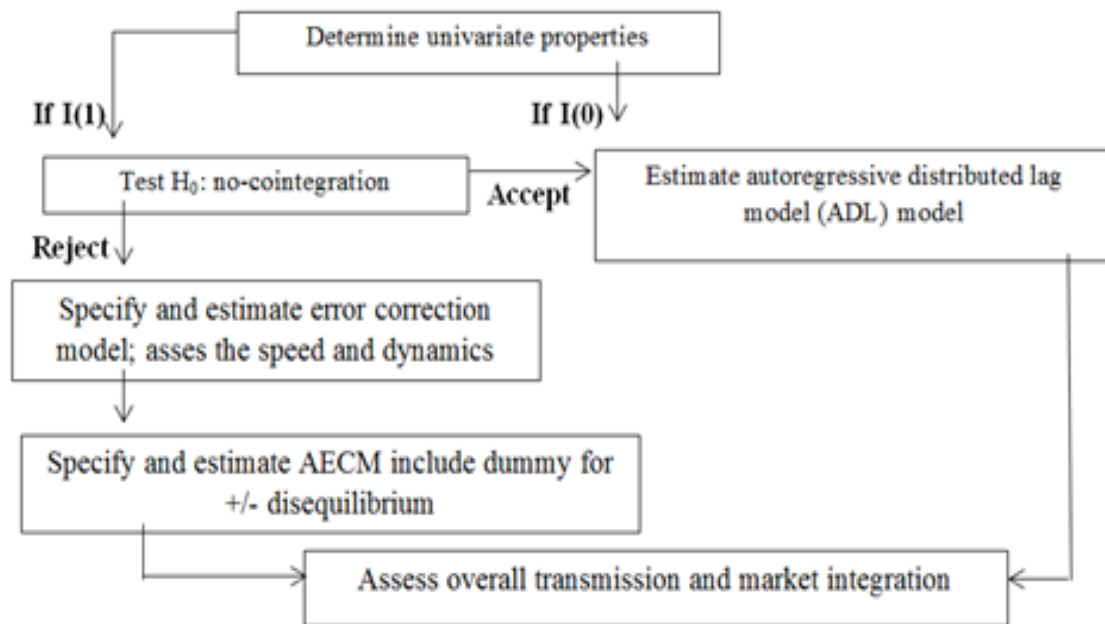 Determine univariate properties
If I(1)
If I(0)
Test H₀: no-cointegration
Accept
Estimate autoregressive distributed lag
model (ADL) model
Reject
Specify and estimate error correction
model; asses the speed and dynamics
Specify and estimate AECM include dummy for
+/- disequilibrium
Assess overall transmission and market integration